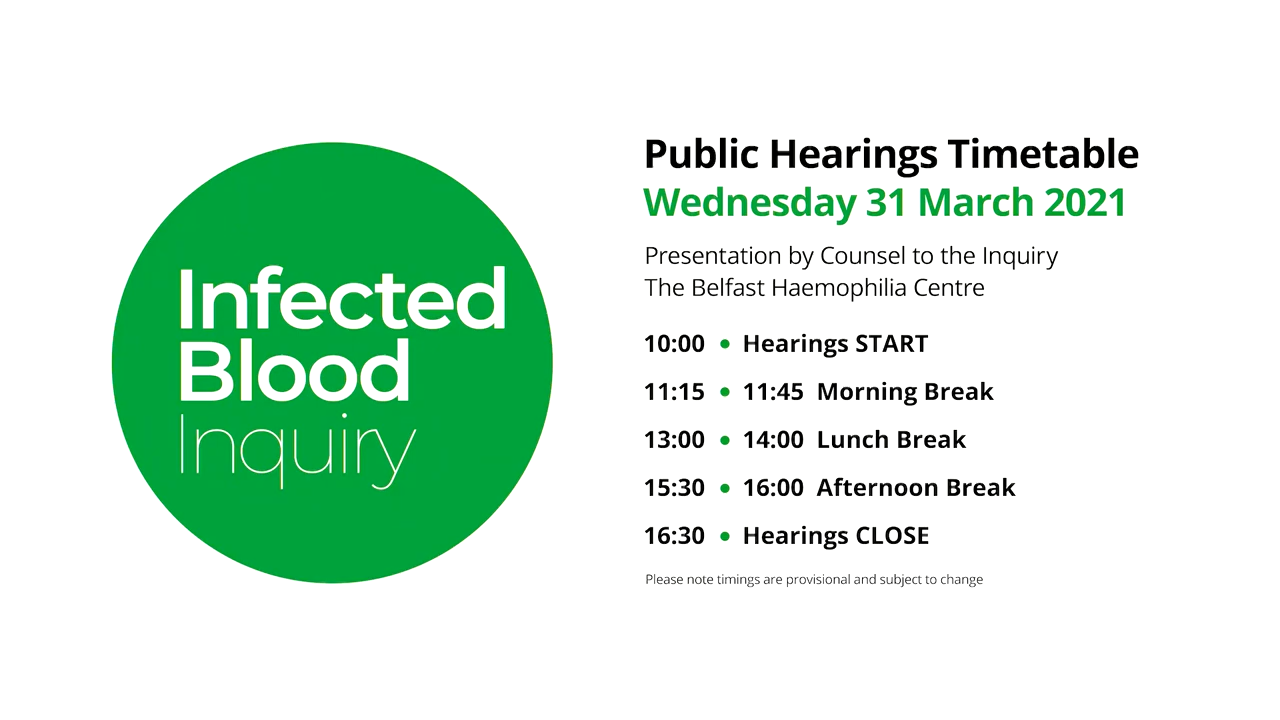 Infected
Blood
Inquiry
Public Hearings Timetable
Wednesday 31 March 2021
Presentation by Counsel to the Inquiry
The Belfast Haemophilia Centre
10:00 • Hearings START
11:15 • 11:45 Morning Break
13:00 • 14:00 Lunch Break
15:30 • 16:00 Afternoon Break
16:30 • Hearings CLOSE
Please note timings are provisional and subject to change